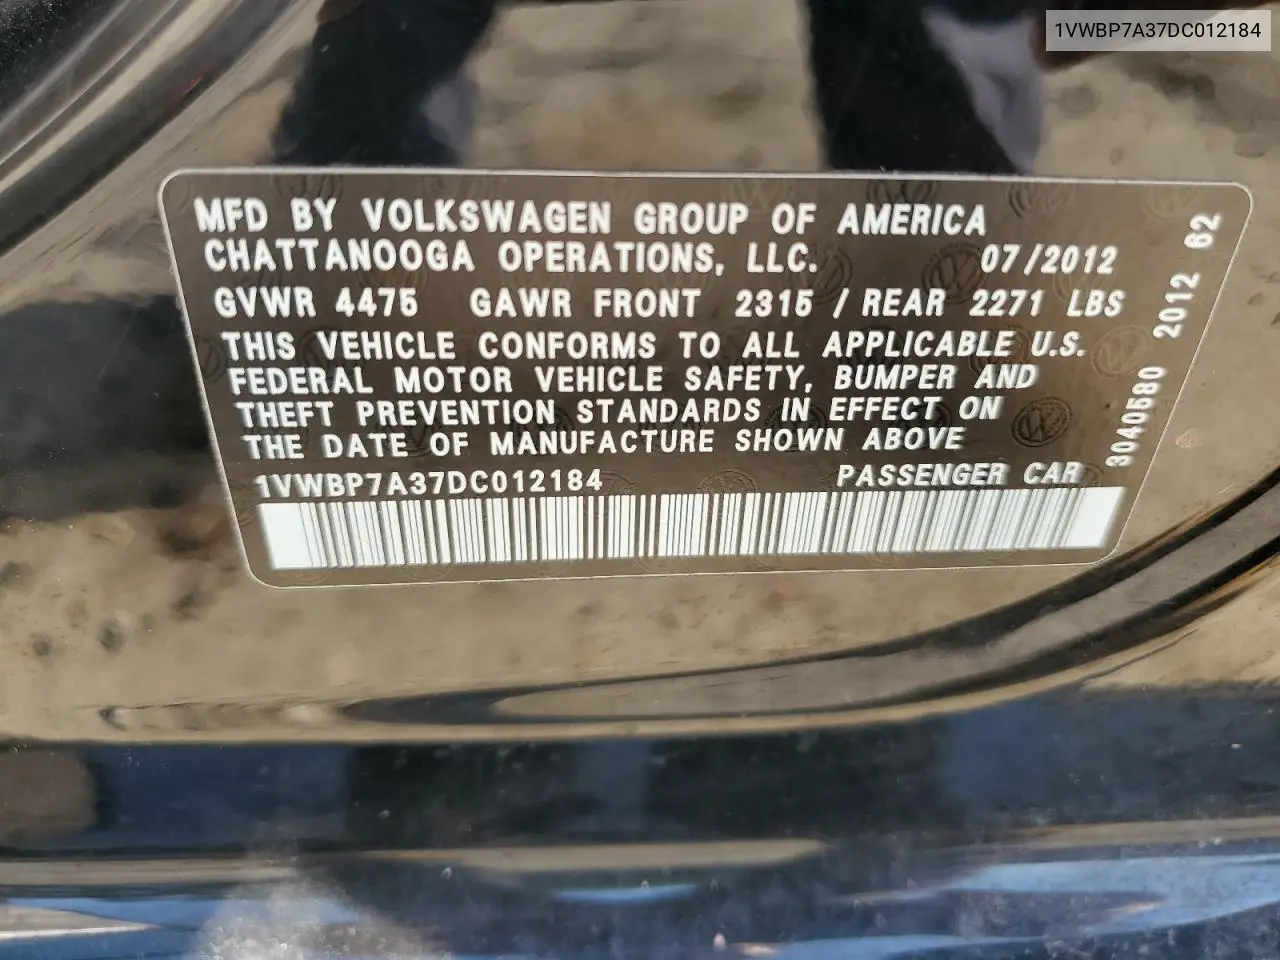 1VWBP7A37DC012184
MFD BY VOLKSWAGEN GROUP OF AMERICA
CHATTANOOGA OPERATIONS, LLC. 07/2012
GVWR 4475 GAWR FRONT 2315 / REAR 2271 LBS
THIS VEHICLE CONFORMS TO ALL APPLICABLE U.S.
FEDERAL MOTOR VEHICLE SAFETY, BUMPER AND
THEFT PREVENTION STANDARDS IN EFFECT ON
THE DATE OF MANUFACTURE SHOWN ABOVE
1VWBP7A37DC012184 PASSENGER CAR
3040580 2012 62